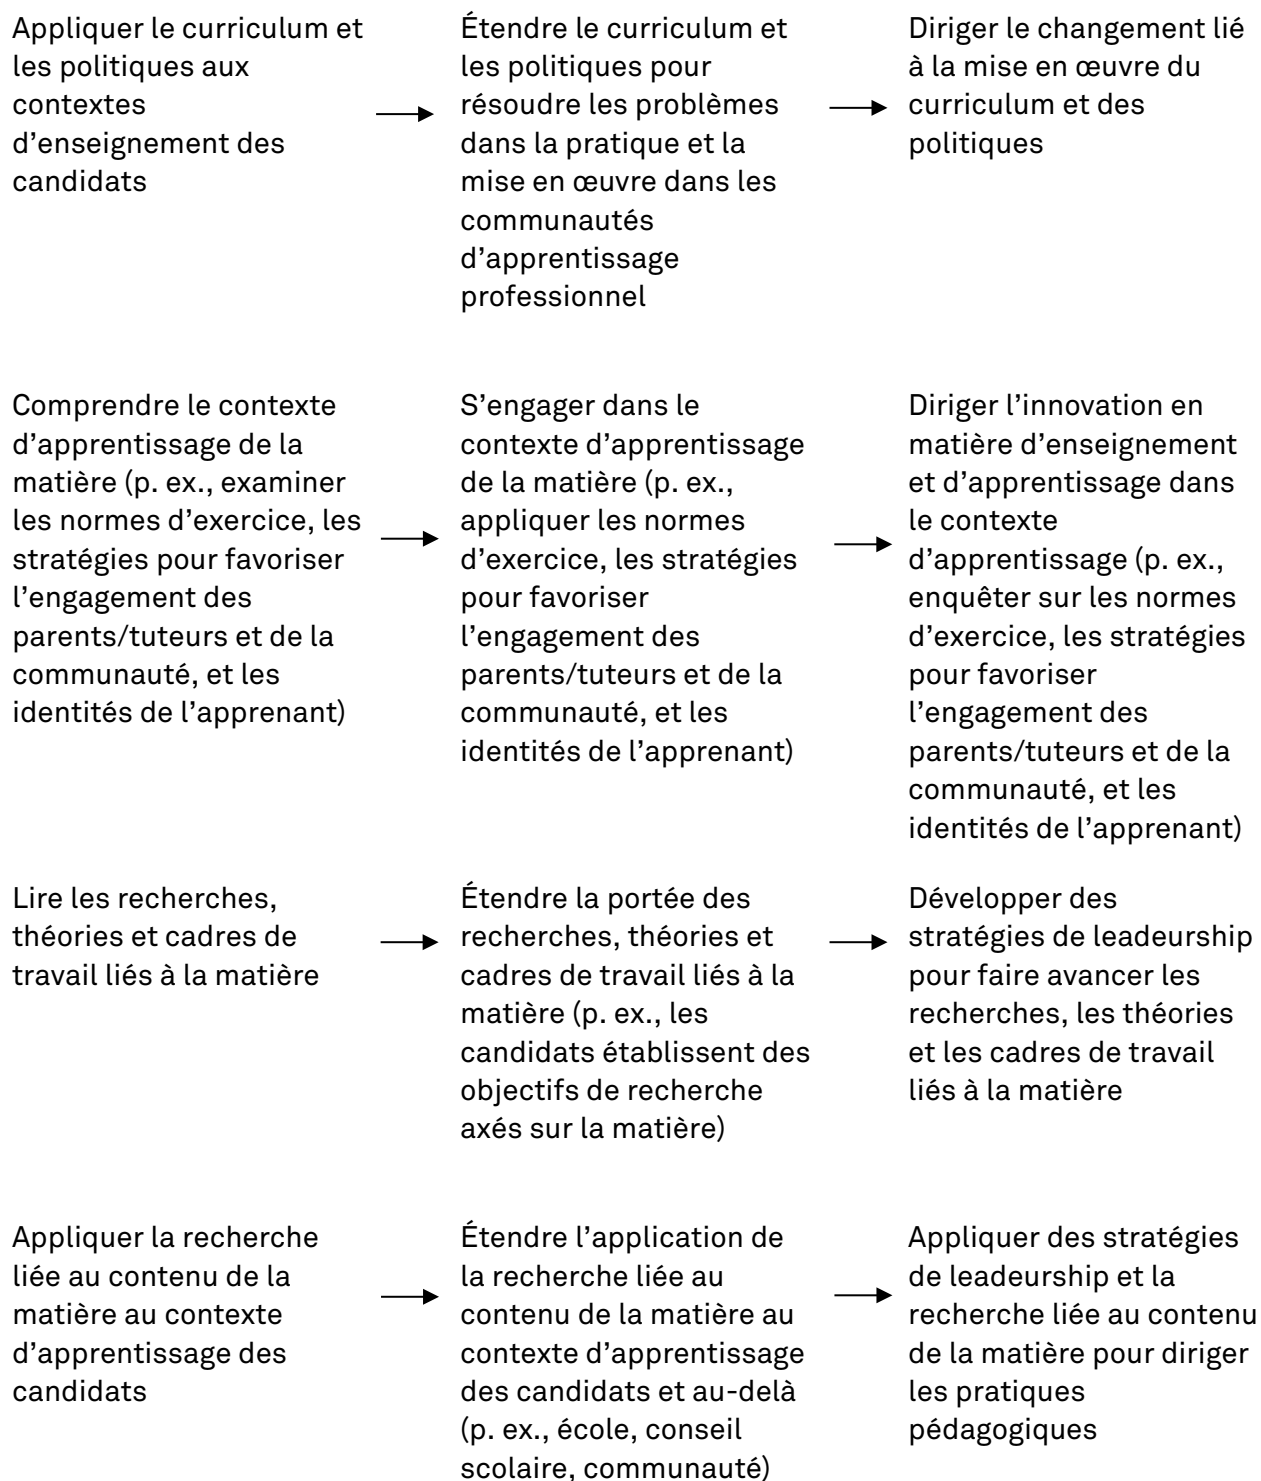 Appliquer le curriculum et
les politiques aux
contextes
d’enseignement des
candidats
Étendre le curriculum et
les politiques pour
résoudre les problèmes
dans la pratique et la
mise en œuvre dans les
communautés
d’apprentissage
professionnel
Diriger le changement lié
à la mise en œuvre du
curriculum et des
politiques
Comprendre le contexte
d’apprentissage de la
matière (p. ex., examiner
les normes d’exercice, les
stratégies pour favoriser
l’engagement des
parents/tuteurs et de la
communauté, et les
identités de l’apprenant)
S’engager dans le
contexte d’apprentissage
de la matière (p. ex.,
appliquer les normes
d’exercice, les stratégies
pour favoriser
l’engagement des
parents/tuteurs et de la
communauté, et les
identités de l’apprenant)
Diriger l’innovation en
matière d’enseignement
et d’apprentissage dans
le contexte
d’apprentissage (p. ex.,
enquêter sur les normes
d’exercice, les stratégies
pour favoriser
l’engagement des
parents/tuteurs et de la
communauté, et les
identités de l’apprenant)
Lire les recherches,
théories et cadres de
travail liés à la matière
Étendre la portée des
recherches, théories et
cadres de travail liés à la
matière (p. ex., les
candidats établissent des
objectifs de recherche
axés sur la matière)
Développer des
stratégies de leadeurship
pour faire avancer les
recherches, les théories
et les cadres de travail
liés à la matière
Appliquer la recherche
liée au contenu de la
matière au contexte
d’apprentissage des
candidats
Étendre l’application de
la recherche liée au
contenu de la matière au
contexte d’apprentissage
des candidats et au-delà
(p. ex., école, conseil
scolaire, communauté)
Appliquer des stratégies
de leadeurship et la
recherche liée au contenu
de la matière pour diriger
les pratiques
pédagogiques